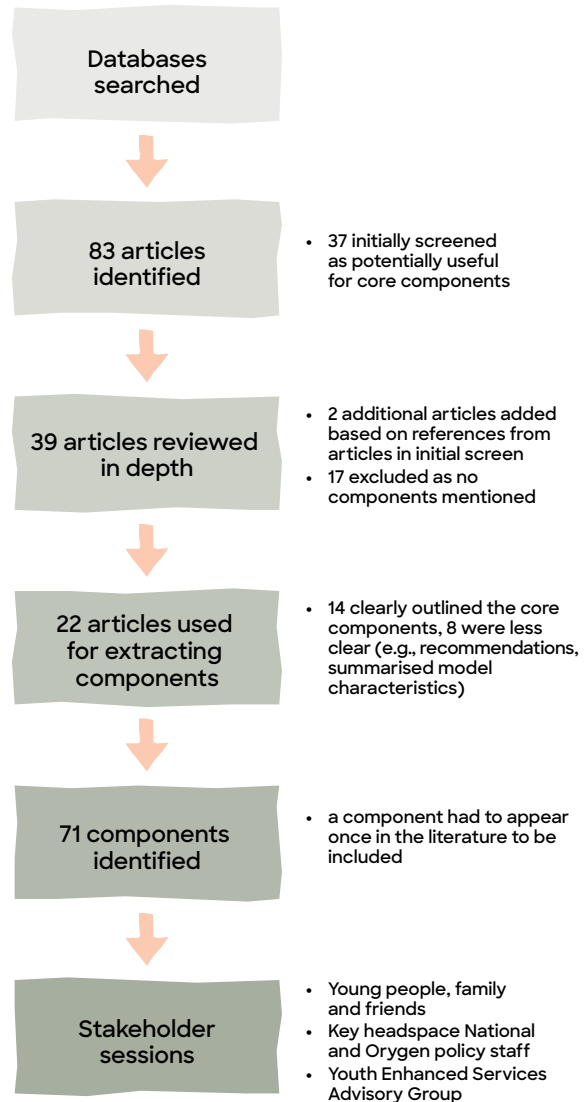 Databases
searched
83 articles
identified
• 37 initially screened
as potentially useful
for core components
39 articles reviewed
in depth
• 2 additional articles added
based on references from
articles in initial screen
• 17 excluded as no
components mentioned
22 articles used
for extracting
components
• 14 clearly outlined the core
components, 8 were less
clear (e.g., recommendations,
summarised model
characteristics)
71 components
identified
• a component had to appear
once in the literature to be
included
Stakeholder
sessions
• Young people, family
and friends
• Key headspace National
and Orygen policy staff
• Youth Enhanced Services
Advisory Group